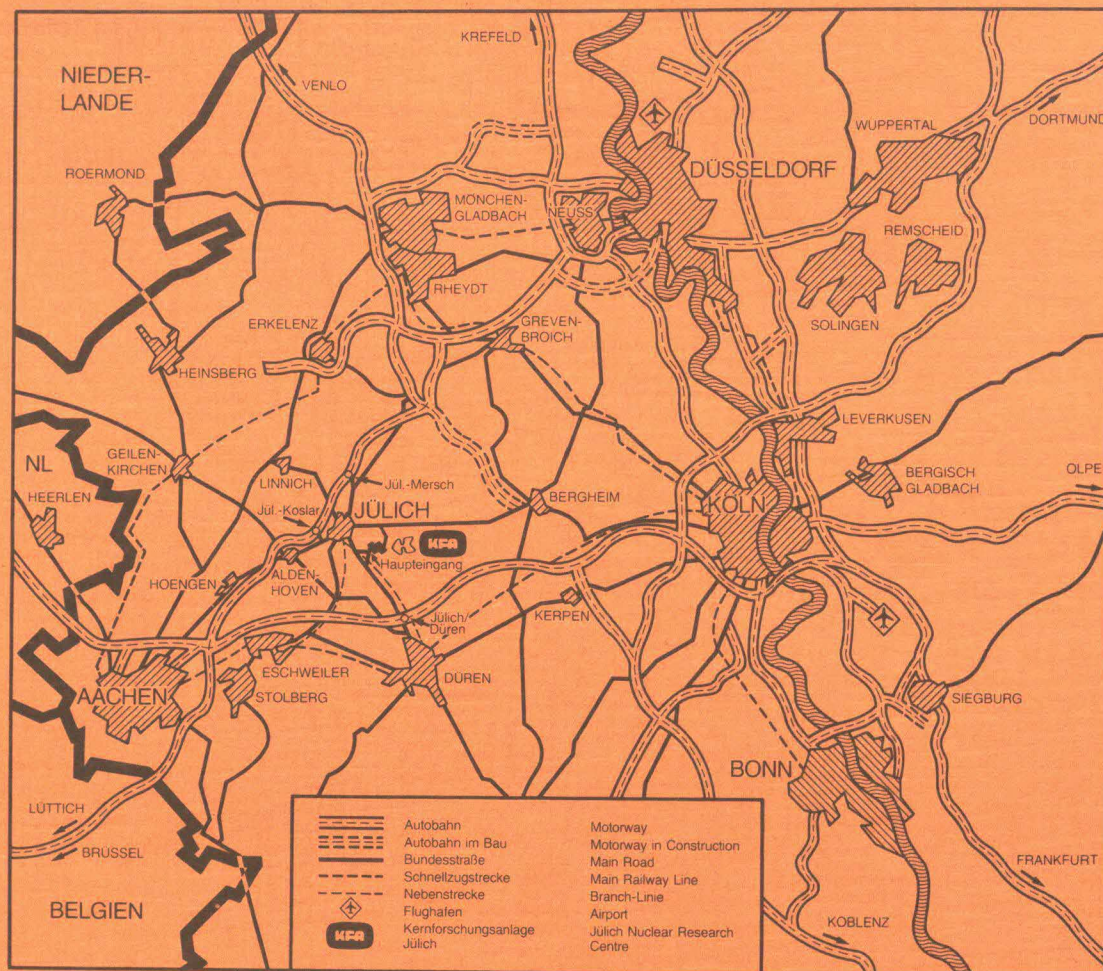 KREFELD
NIEDER-
LANDE
VENLO
WUPPERTAL
DORTMUND
DÜSSELDORF
ROERMOND
MÖNCHEN-
GLADBACH
NEUSS
REMSCHEID
RHEYDT
SOLINGEN
ERKELENZ
GREVEN-
BROICH
HEINSBERG
LEVERKUSEN
GEILEN-
KIRCHEN
NL
LINNICH
Jül.-Mersch
BERGISCH
GLADBACH
OLPE
HEERLEN
BERGHEIM
KÖLN
Jül.-Koslar
JÜLICH
KFA
Haupteingang
HOENGEN
ALDEN-
HOVEN
Jülich/
Düren
KERPEN
ESCHWEILER
DÜREN
AACHEN
STOLBERG
SIEGBURG
BONN
LÜTTICH
BRÜSSEL
FRANKFURT
BELGIEN
KOBLENZ
Autobahn Motorway
Autobahn im Bau Motorway in Construction
Bundesstraße Main Road
Schnellzugstrecke Main Railway Line
Nebenstrecke Branch-Linie
Flughafen Airport
KFA Kernforschungsanlage Jülich Nuclear Research
Jülich Centre